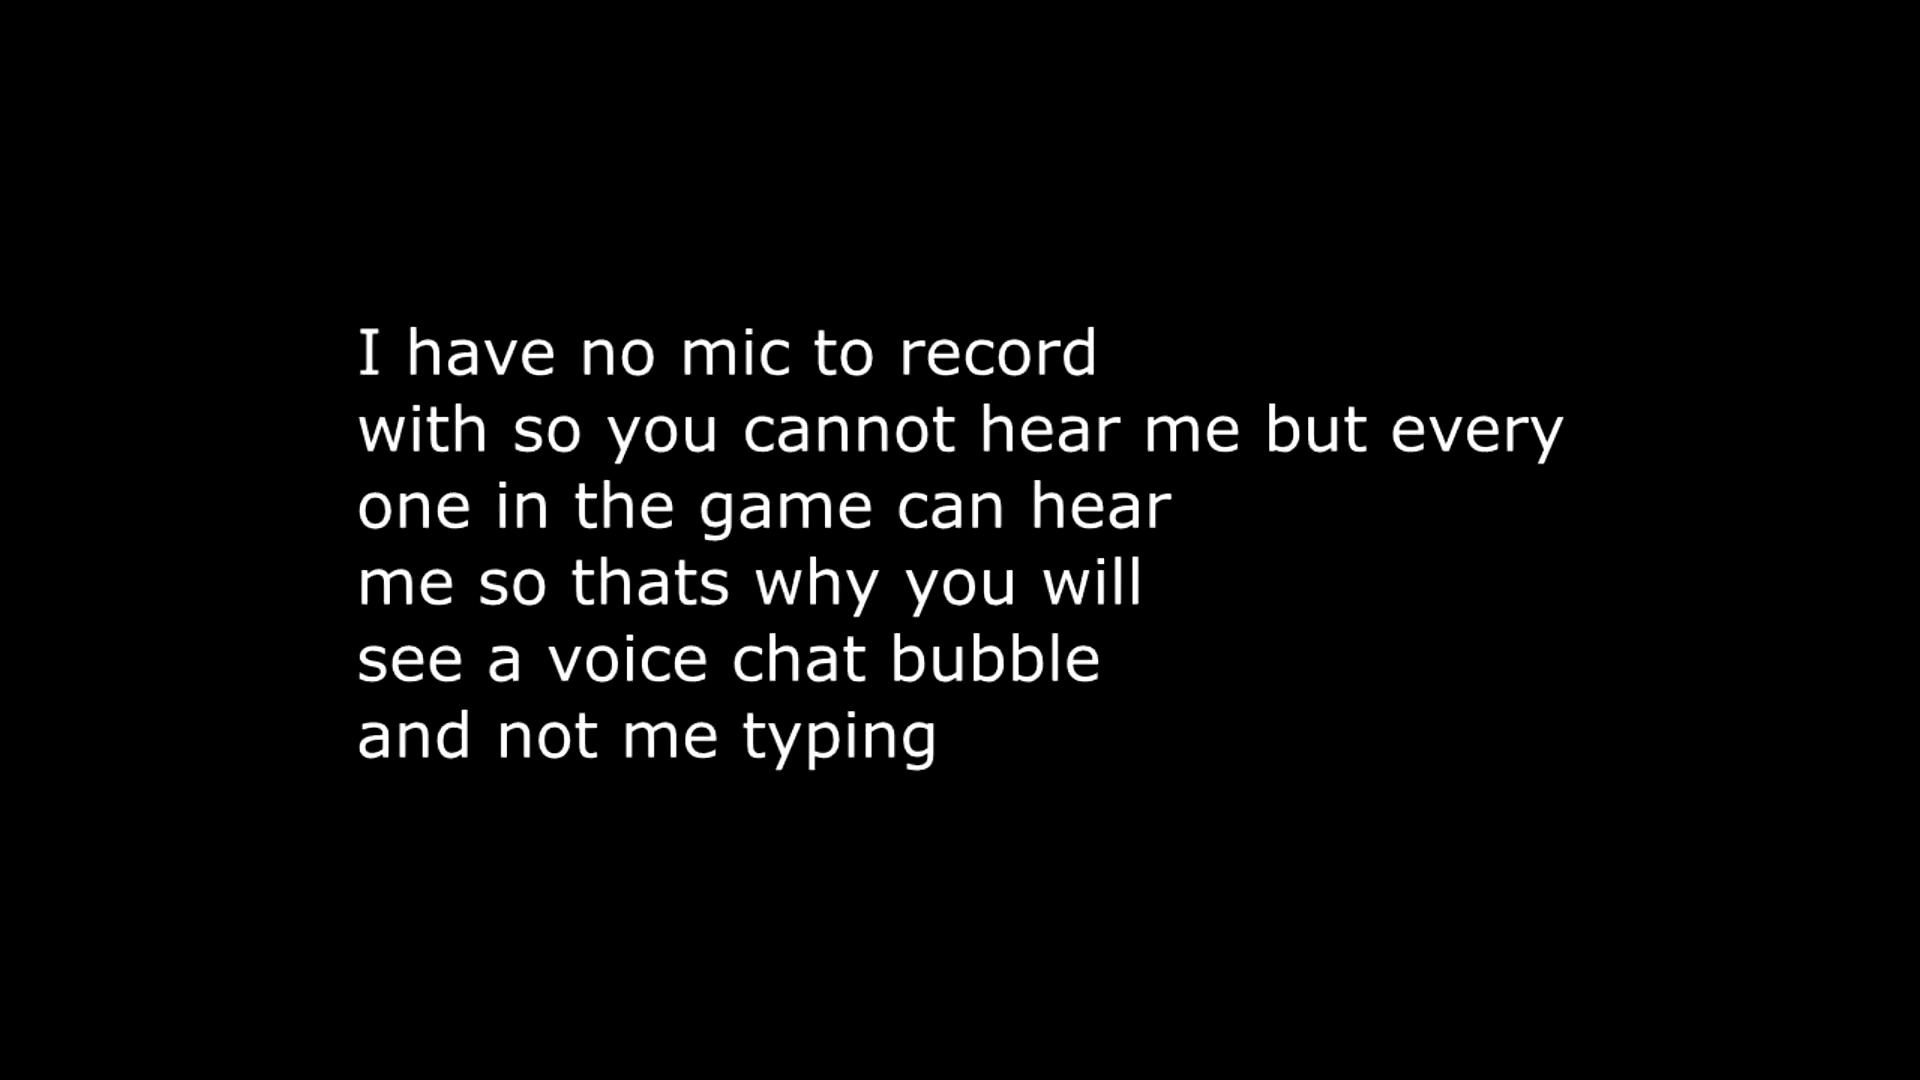 I have no mic to record
with so you cannot hear me but every
one in the game can hear
me so thats why you will
see a voice chat bubble
and not me typing